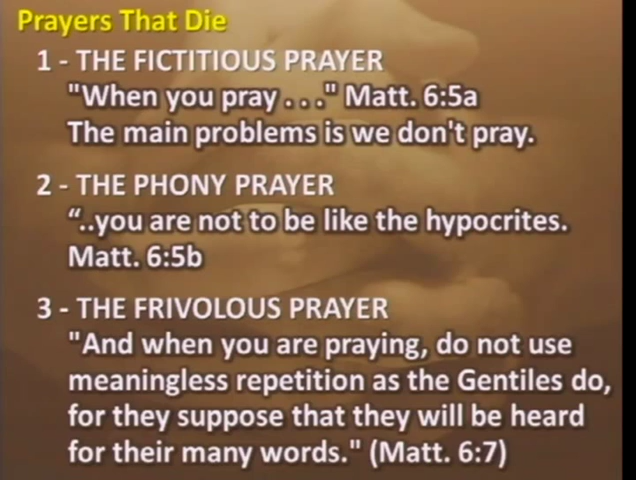 Prayers That Die
1 - THE FICTITIOUS PRAYER
"When you pray . . ." Matt. 6:5a
The main problems is we don't pray.
2 - THE PHONY PRAYER
“..you are not to be like the hypocrites.
Matt. 6:5b
3 - THE FRIVOLOUS PRAYER
"And when you are praying, do not use
meaningless repetition as the Gentiles do,
for they suppose that they will be heard
for their many words." (Matt. 6:7)